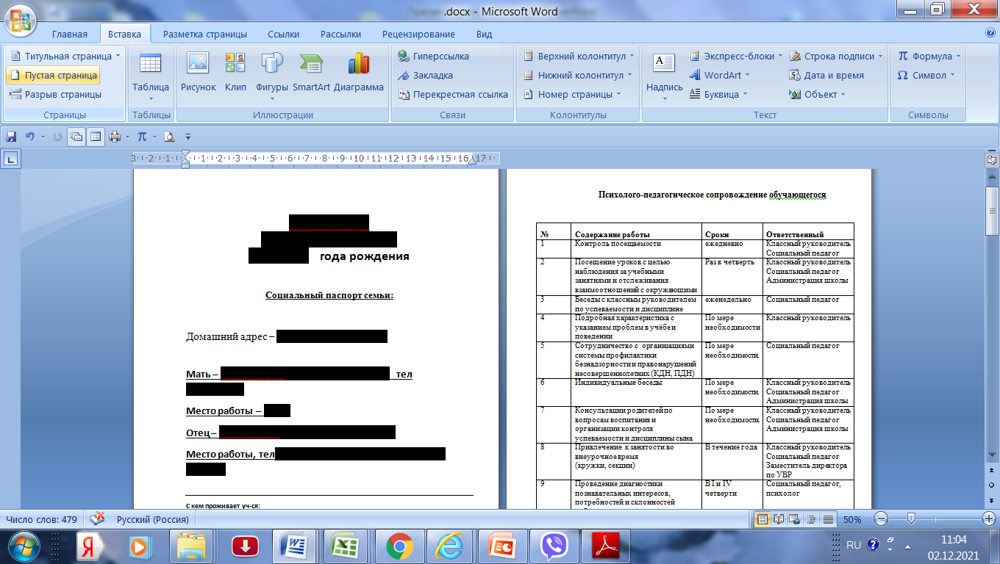 .docx - Microsoft Word
Главная Вставка Разметка страницы Ссылки Рассылки Рецензирование Вид
Титульная страница
Пустая страница
Разрыв страницы
Страницы
Таблица
Таблицы
Рисунок Клип Фигуры SmartArt Диаграмма
Иллюстрации
Гиперссылка
Закладка
Перекрестная ссылка
Связи
Верхний колонтитул
Нижний колонтитул
Номер страницы
Колонтитулы
Надпись
Экспресс-блоки
WordArt
Буквица
Строка подписи
Дата и время
Объект
Текст
Формула
Символ
Символы
3 2 1 1 2 3 4 5 6 7 8 9 10 11 12 13 14 15 16 17
года рождения
Социальный паспорт семьи:
Домашний адрес –
Мать – тел
Место работы –
Отец –
Место работы, тел
С кем проживает уч-ся:
Психолого-педагогическое сопровождение обучающегося
№ Содержание работы Сроки Ответственный
1 Контроль посещаемости ежедневно Классный руководитель
Социальный педагог
2 Посещение уроков с целью Раз в четверть Классный руководитель
наблюдения за учебными Социальный педагог
занятиями и отслеживания Администрация школы
взаимоотношений с окружающими
3 Беседы с классным руководителем еженедельно Социальный педагог
по успеваемости и дисциплине
4 Подробная характеристика с По мере Классный руководитель
указанием проблем в учёбе и необходимости
поведении
5 Сотрудничество с организациями По мере Социальный педагог
системы профилактики необходимости.
безнадзорности и правонарушений
несовершеннолетних (КДН, ПДН)
6 Индивидуальные беседы По мере Классный руководитель
необходимости. Социальный педагог
Администрация школы
7 Консультации родителей по По мере Классный руководитель
вопросам воспитания и необходимости. Социальный педагог
организации контроля Администрация школы
успеваемости и дисциплины сына
8 Привлечение к занятости во В течение года Классный руководитель
внеурочное время Социальный педагог
(кружки, секции) Заместитель директора
по УВР
9 Проведение диагностики В I и IV Социальный педагог,
познавательных интересов, четверти психолог
потребностей и склонностей
Число слов: 479 Русский (Россия) 50%
RU 11:04
02.12.2021